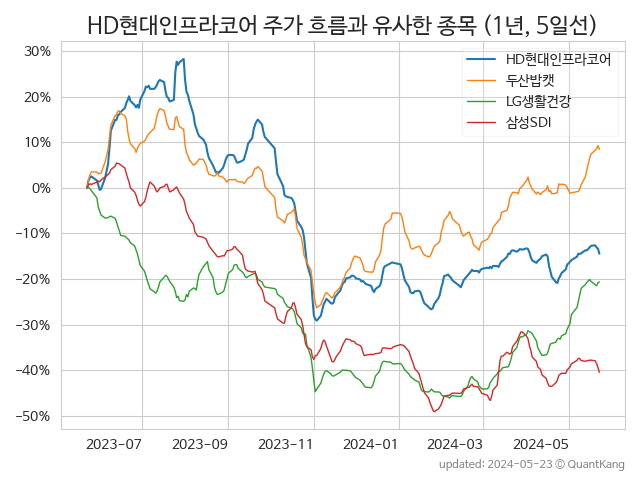 HD현대인프라코어 주가 흐름과 유사한 종목 (1년, 5일선)
HD현대인프라코어
두산밥캣
LG생활건강
삼성SDI
30%
20%
10%
0%
−10%
−20%
−30%
−40%
−50%
2023-07 2023-09 2023-11 2024-01 2024-03 2024-05
updated: 2024-05-23 © QuantKang